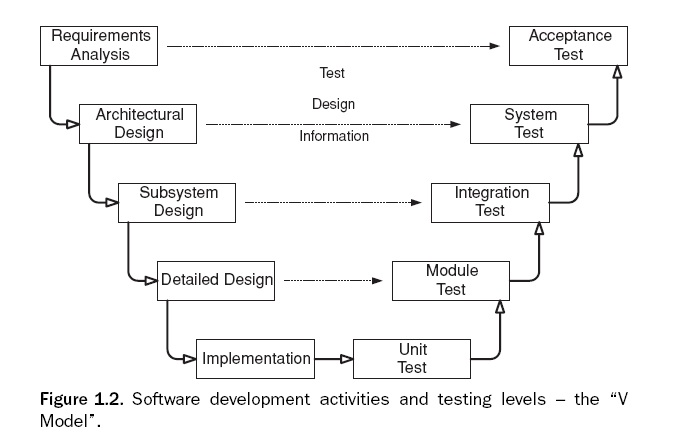 Requirements
Analysis
Acceptance
Test
Test
Design
Information
Architectural
Design
System
Test
Subsystem
Design
Integration
Test
Detailed Design
Module
Test
Implementation
Unit
Test
Figure 1.2. Software development activities and testing levels – the “V
Model”.